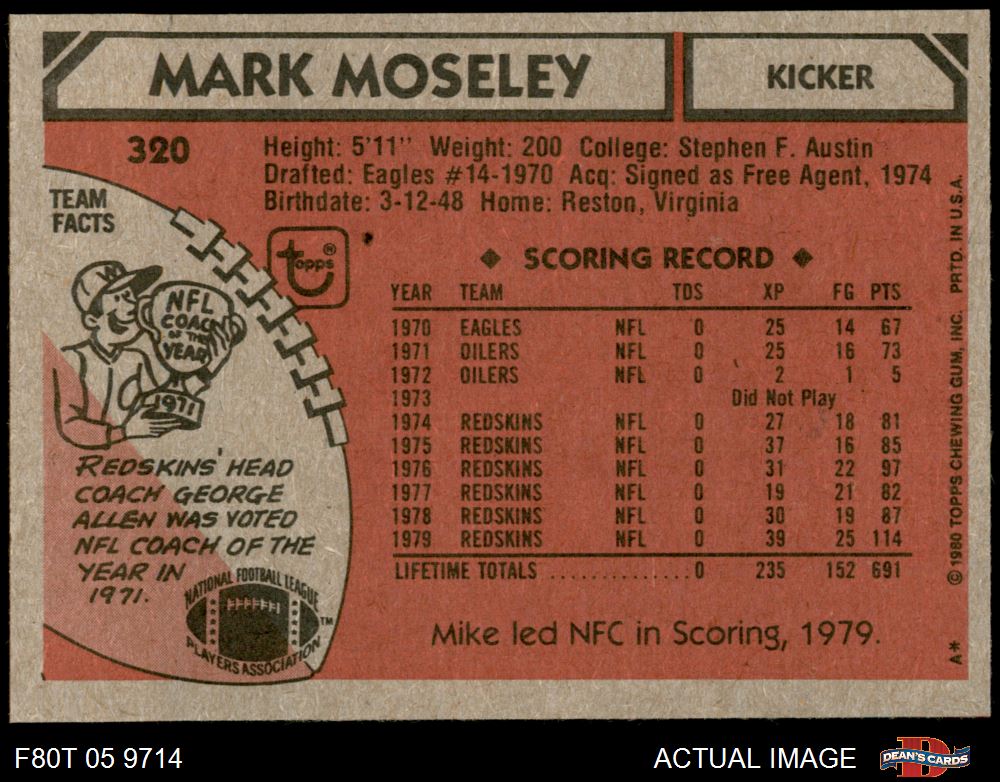 MARK MOSELEY
KICKER
320
Height: 5'11" Weight: 200 College: Stephen F. Austin
Drafted: Eagles #14-1970 Acq: Signed as Free Agent, 1974
Birthdate: 3-12-48 Home: Reston, Virginia
TEAM
FACTS
W
NFL
COACH
OF THE
YEAR
1971
REDSKINS' HEAD
COACH GEORGE
ALLEN WAS VOTED
NFL COACH OF THE
YEAR IN
1971.
NATIONAL FOOTBALL LEAGUE
PLAYERS ASSOCIATION
TM
topps®
◆ SCORING RECORD ◆
YEAR TEAM TDS XP FG PTS
1970 EAGLES NFL 0 25 14 67
1971 OILERS NFL 0 25 16 73
1972 OILERS NFL 0 2 1 5
1973 Did Not Play
1974 REDSKINS NFL 0 27 18 81
1975 REDSKINS NFL 0 37 16 85
1976 REDSKINS NFL 0 31 22 97
1977 REDSKINS NFL 0 19 21 82
1978 REDSKINS NFL 0 30 19 87
1979 REDSKINS NFL 0 39 25 114
LIFETIME TOTALS ............ 0 235 152 691
Mike led NFC in Scoring, 1979.
A* © 1980 TOPPS CHEWING GUM, INC. PRTD. IN U.S.A.
F80T 05 9714
ACTUAL IMAGE
D
DEAN'S CARDS